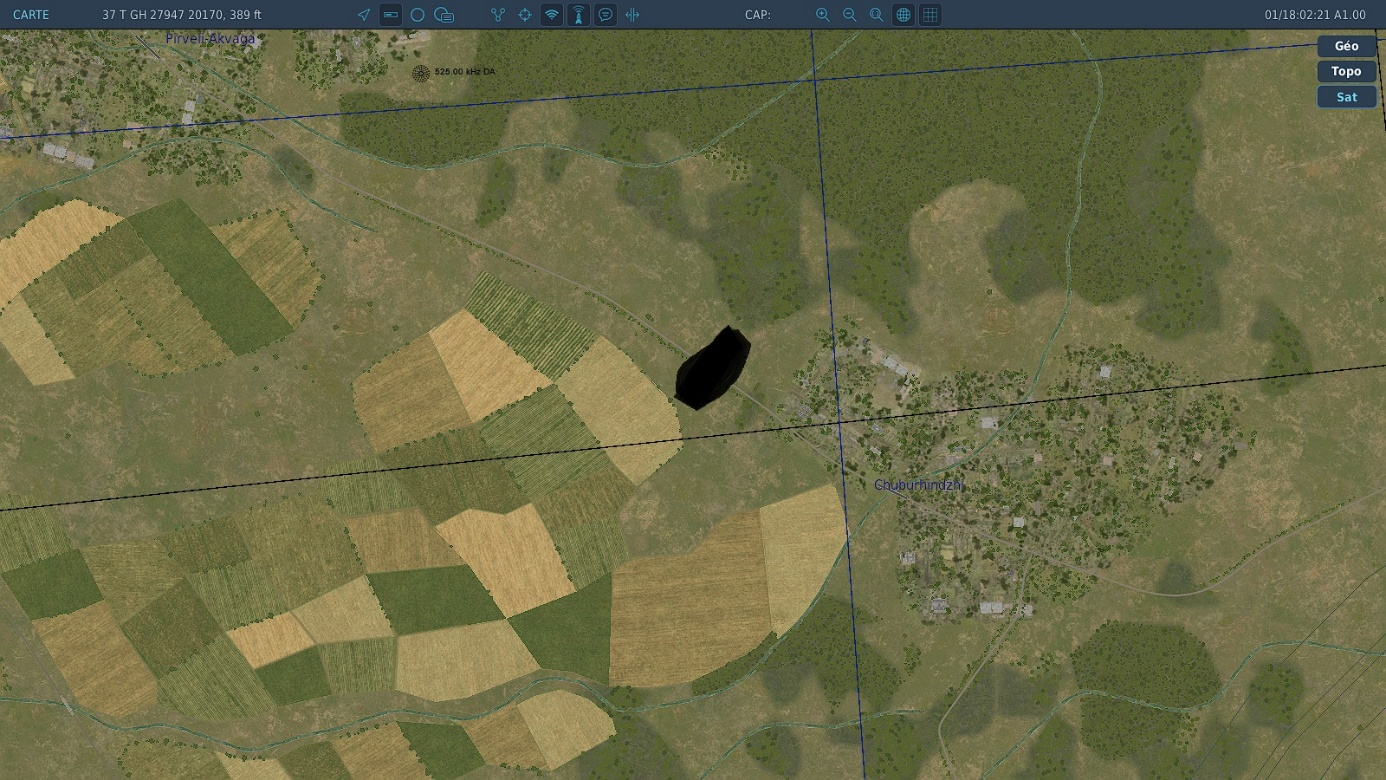 CARTE 37 T GH 27947 20170, 389 ft CAP: 01/18:02:21 A1.00
Pirveli-Akvaga
Géo
525.00 kHz DA
Topo
Sat
Chuburhindzhi